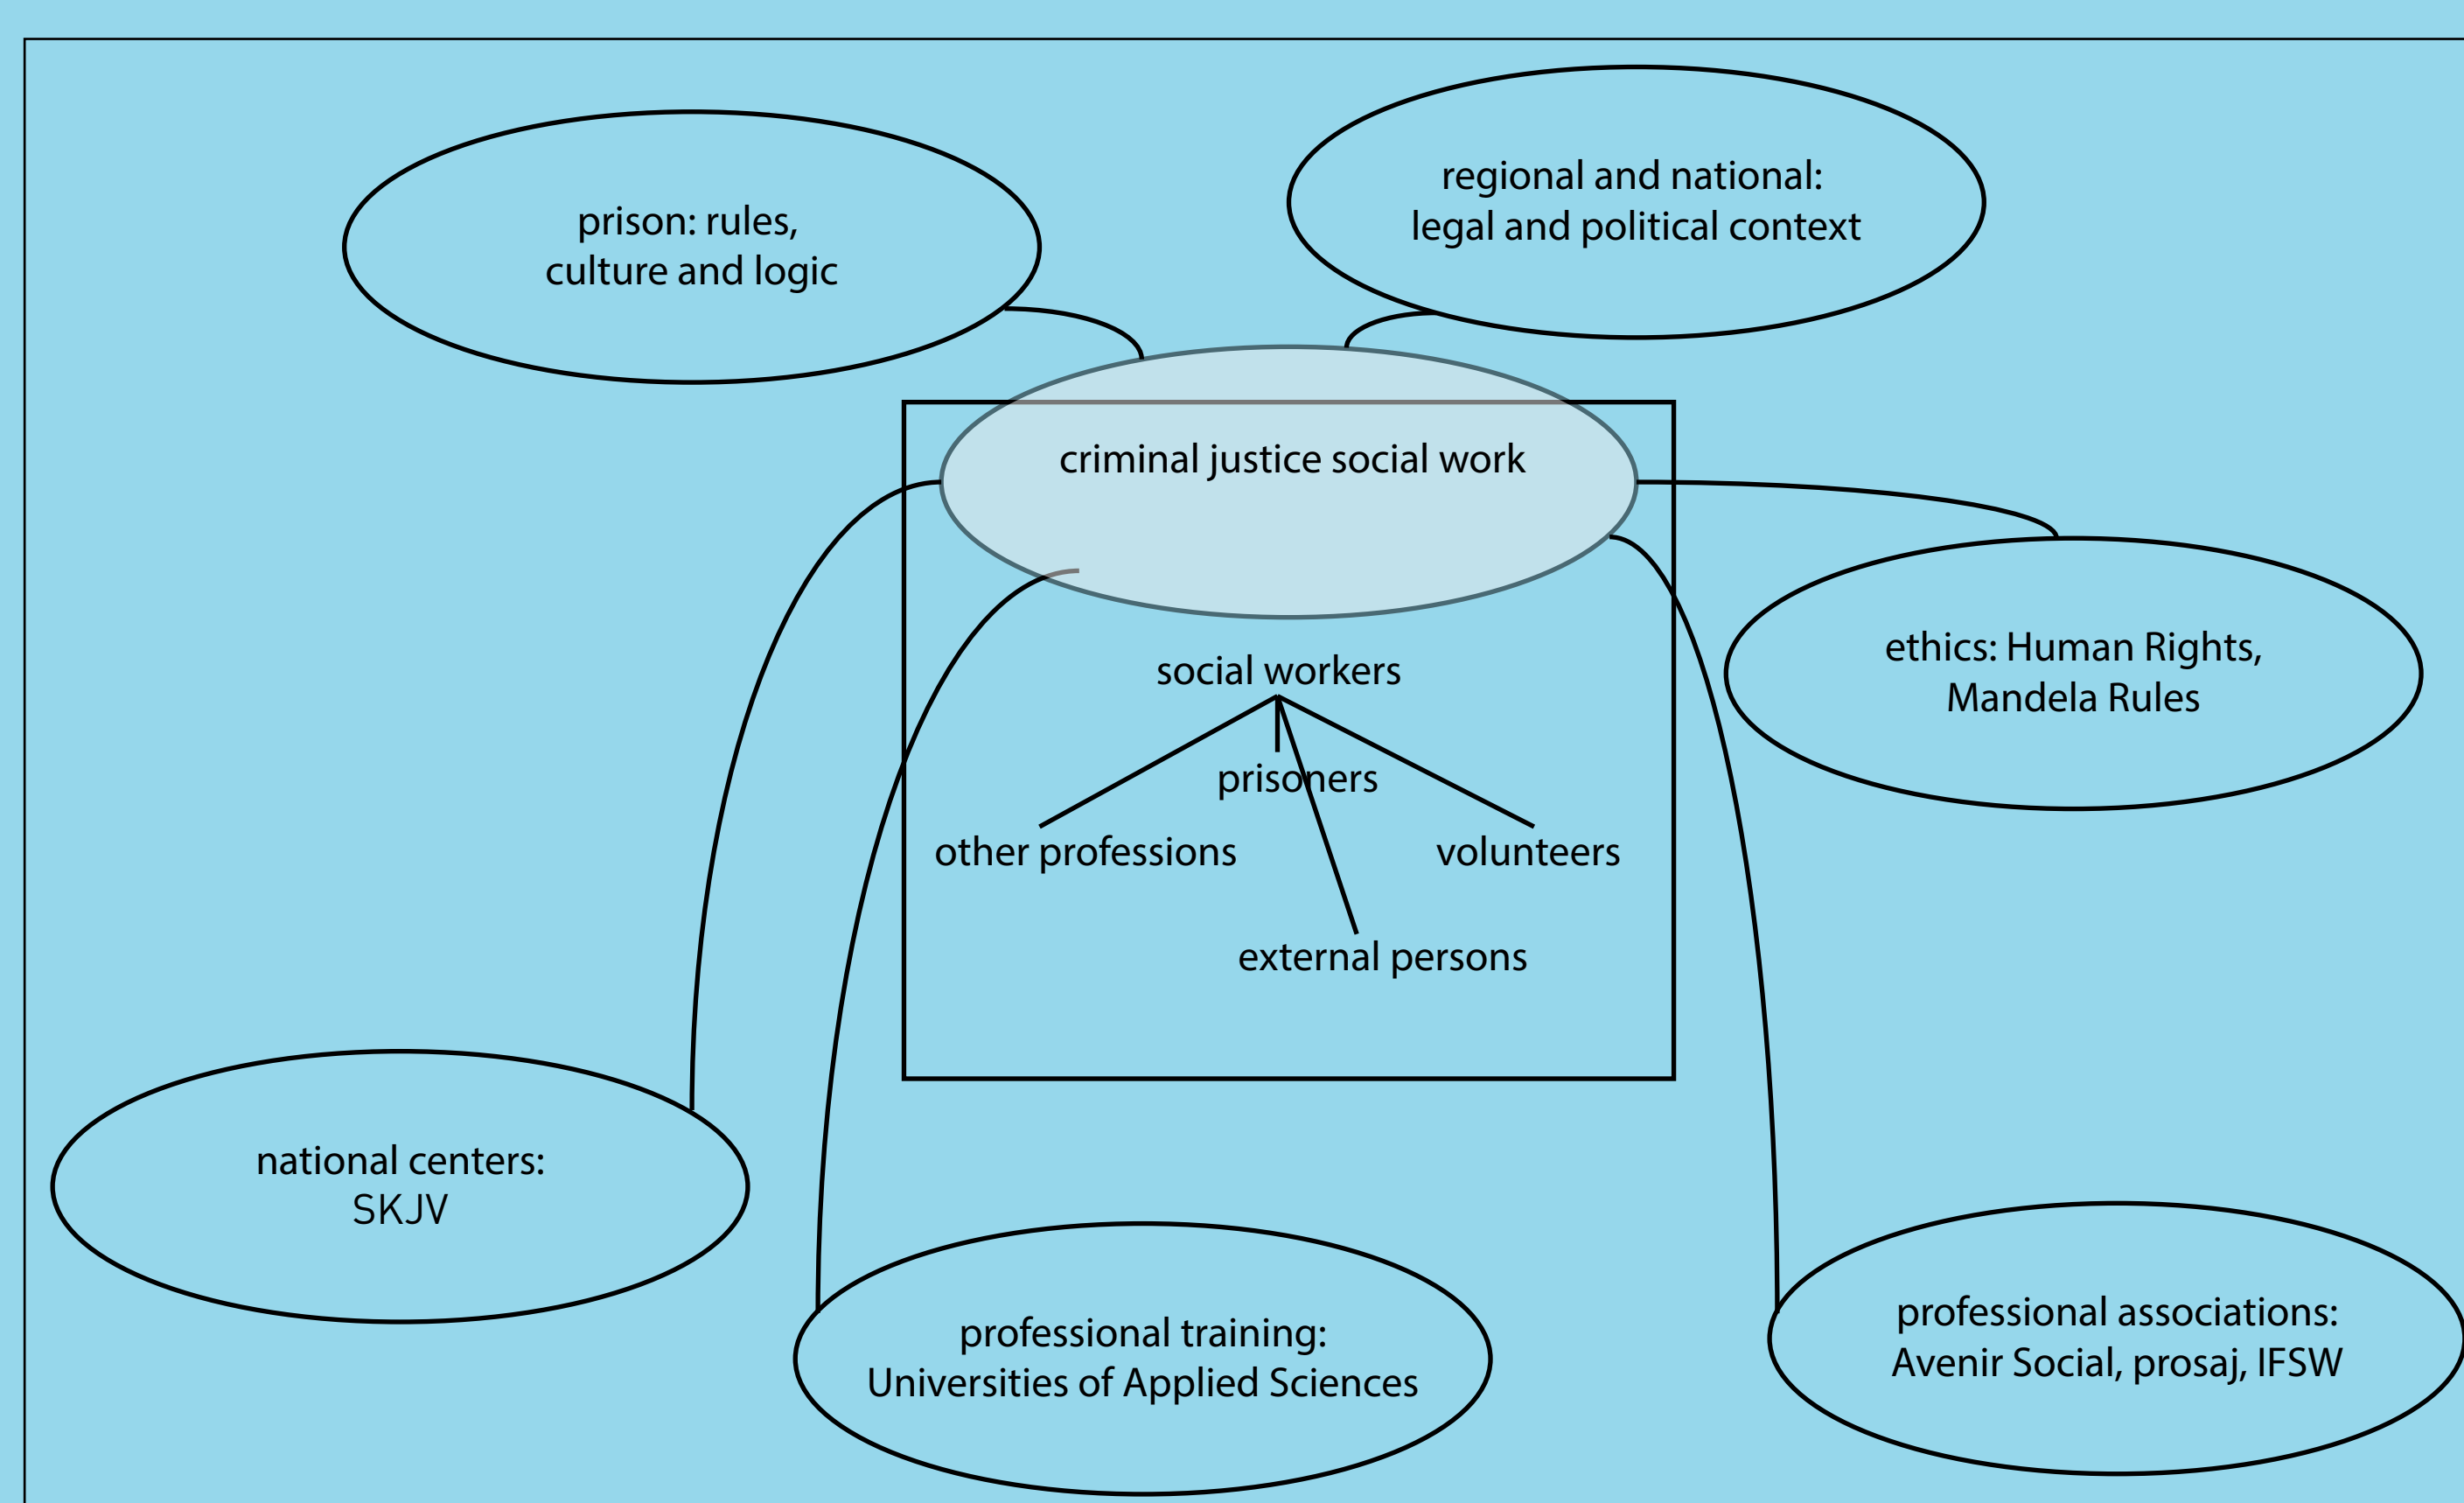 prison: rules,
culture and logic
regional and national:
legal and political context
criminal justice social work
social workers
prisoners
other professions
volunteers
external persons
ethics: Human Rights,
Mandela Rules
national centers:
SKJV
professional training:
Universities of Applied Sciences
professional associations:
Avenir Social, prosaj, IFSW